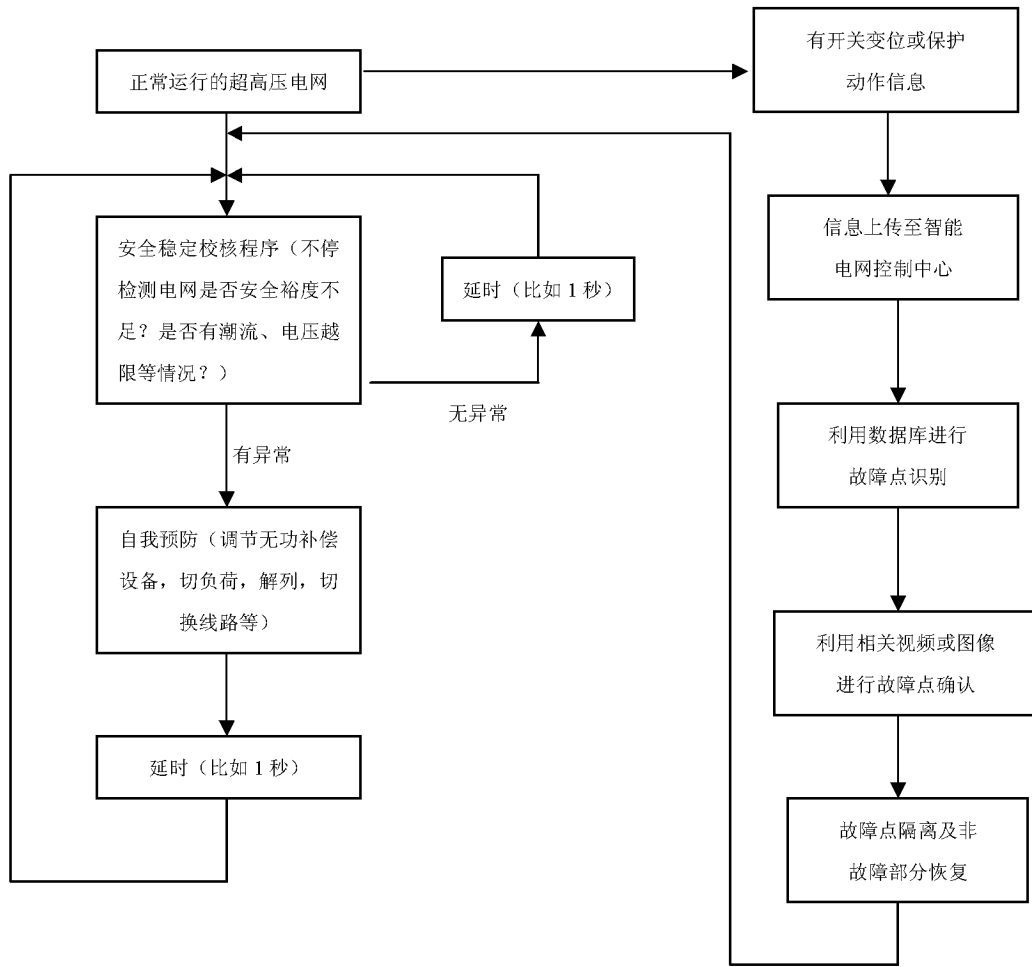 正常运行的超高压电网
安全稳定校核程序（不停
检测电网是否安全裕度不
足？是否有潮流、电压越
限等情况？）
无异常
延时（比如 1 秒）
有异常
自我预防（调节无功补偿
设备，切负荷，解列，切
换线路等）
延时（比如 1 秒）
有开关变位或保护
动作信息
信息上传至智能
电网控制中心
利用数据库进行
故障点识别
利用相关视频或图像
进行故障点确认
故障点隔离及非
故障部分恢复